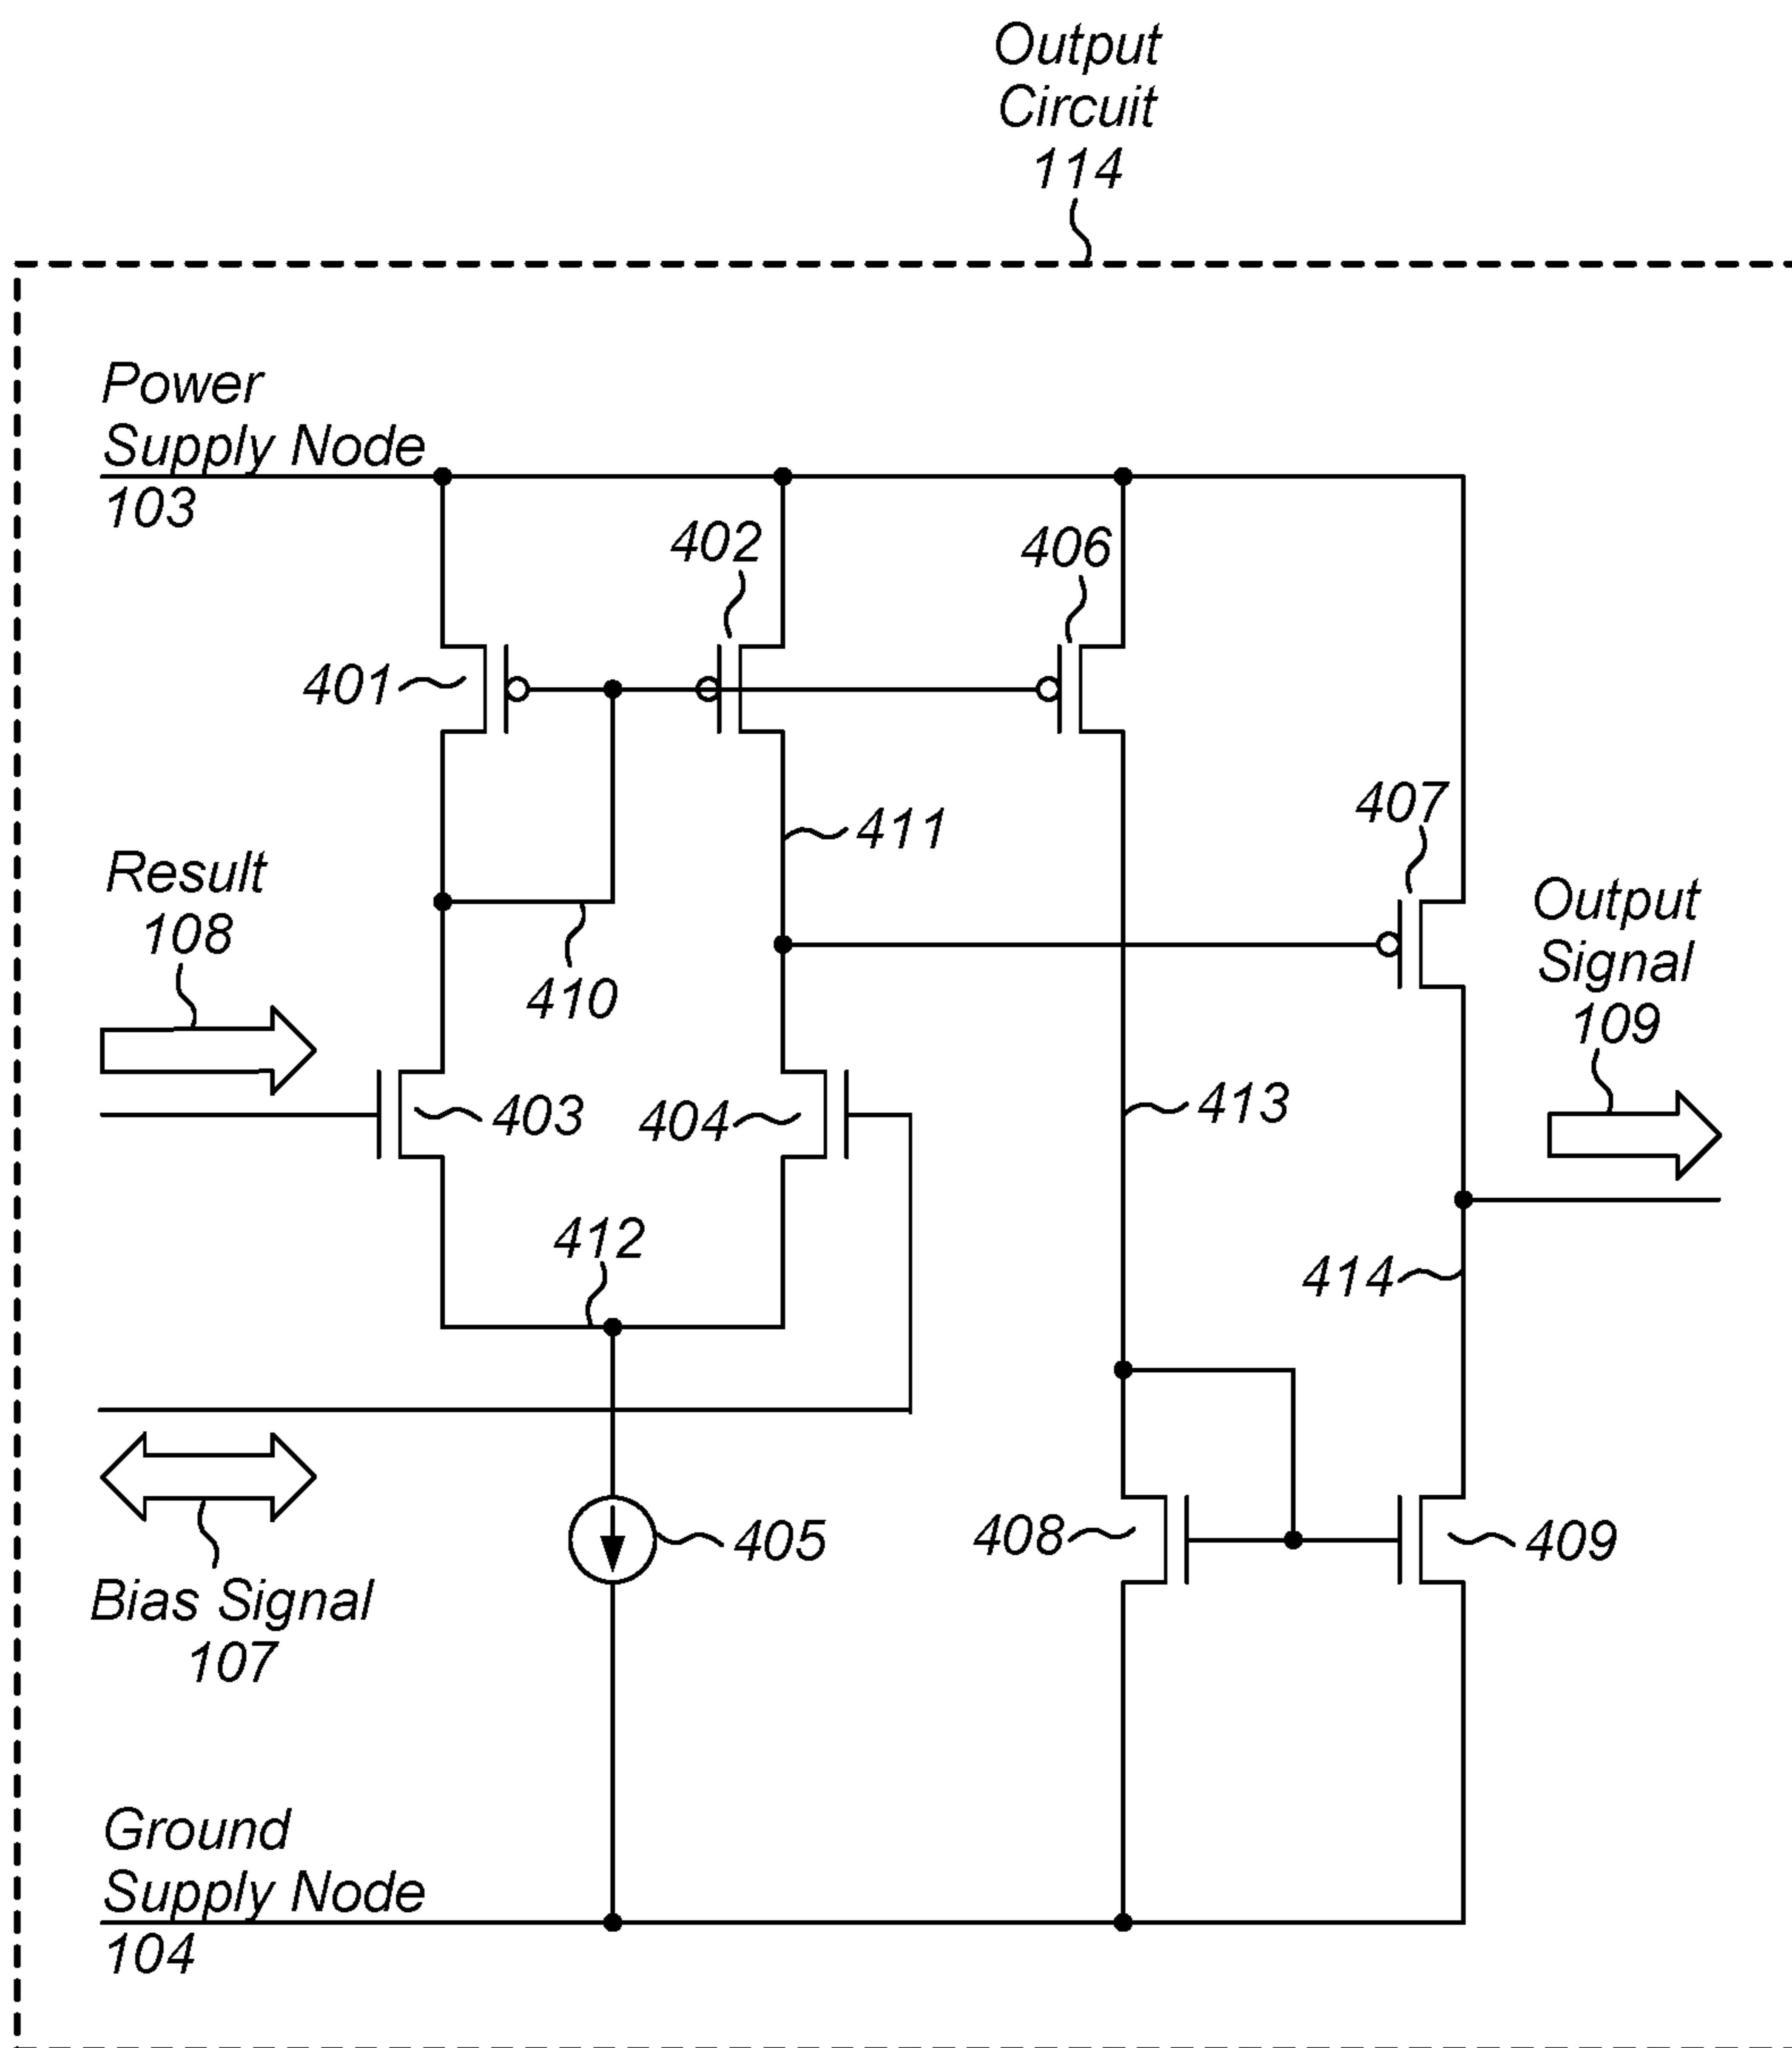 Output
Circuit
114
Power
Supply Node
103
402
406
401
407
411
Result
108
Output
Signal
109
410
403
404
413
412
414
405
408
409
Bias Signal
107
Ground
Supply Node
104